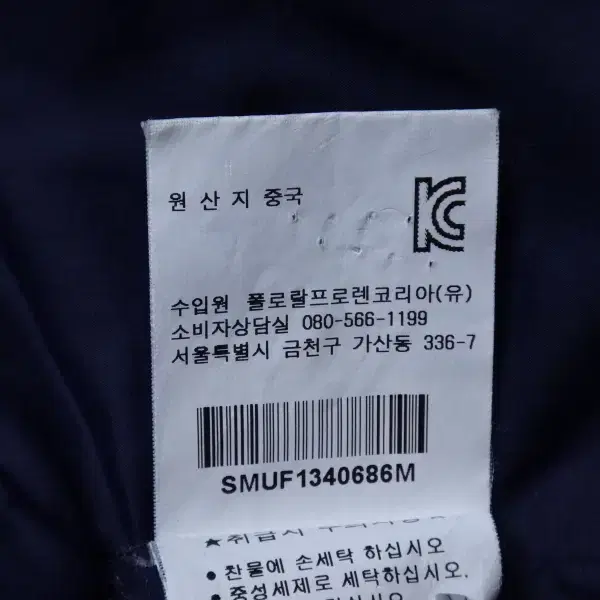 원 산 지 중국
KC
수입원 폴로랄프로렌코리아(유)
소비자상담실 080-566-1199
서울특별시 금천구 가산동 336-7
SMUF1340686M
• 찬물에 손세탁 하십시오
• 중성세제로 세탁하십시오.